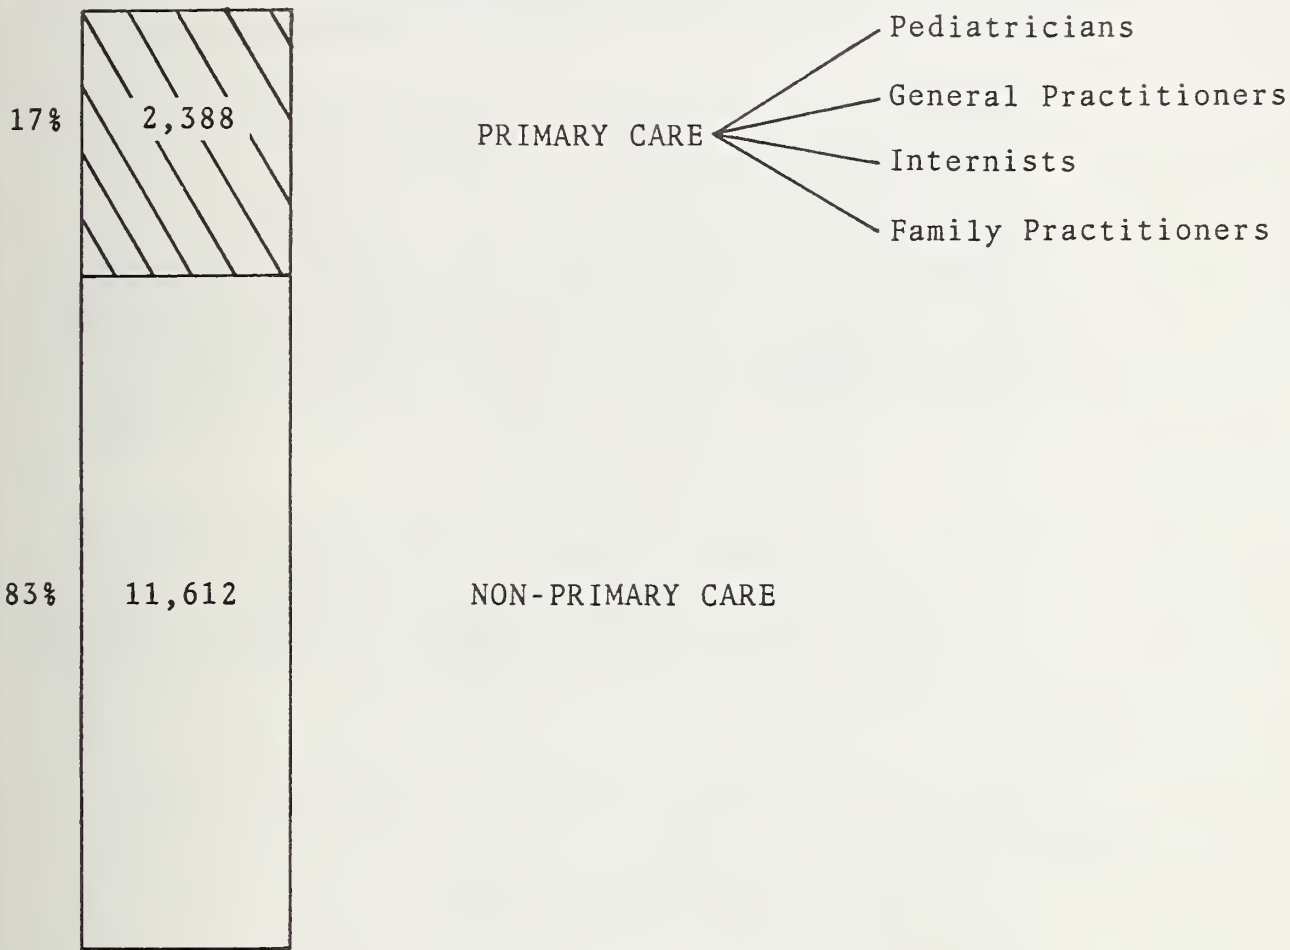 Pediatricians
General Practitioners
17% 2,388 PRIMARY CARE
Internists
Family Practitioners
83% 11,612 NON-PRIMARY CARE